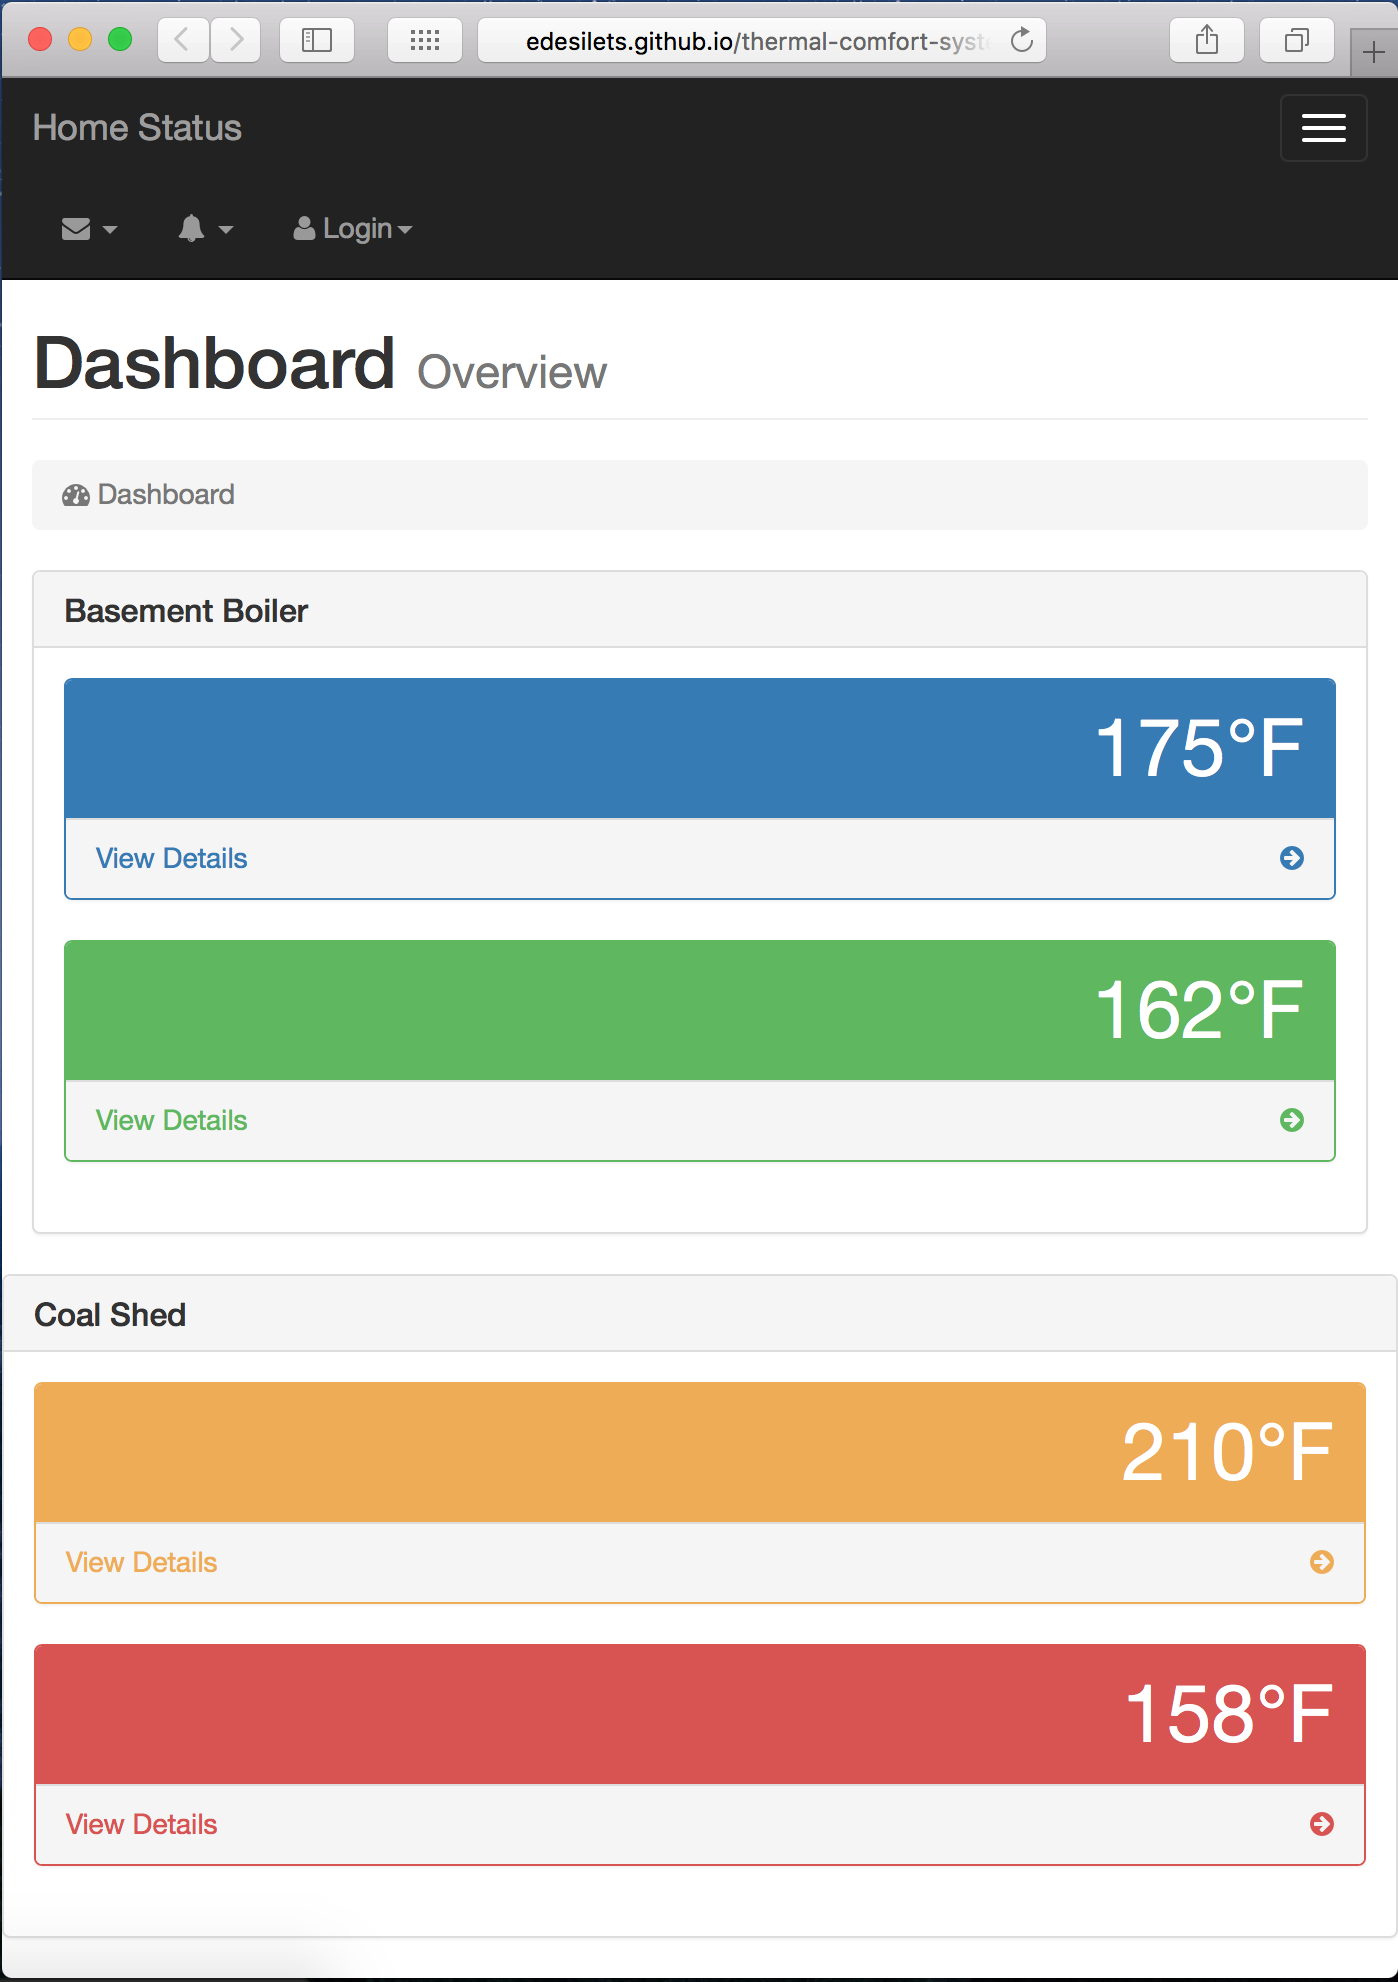 edesilets.github.io/thermal-comfort-syst
Home Status
Login
Dashboard Overview
Dashboard
Basement Boiler
175°F
View Details
162°F
View Details
Coal Shed
210°F
View Details
158°F
View Details